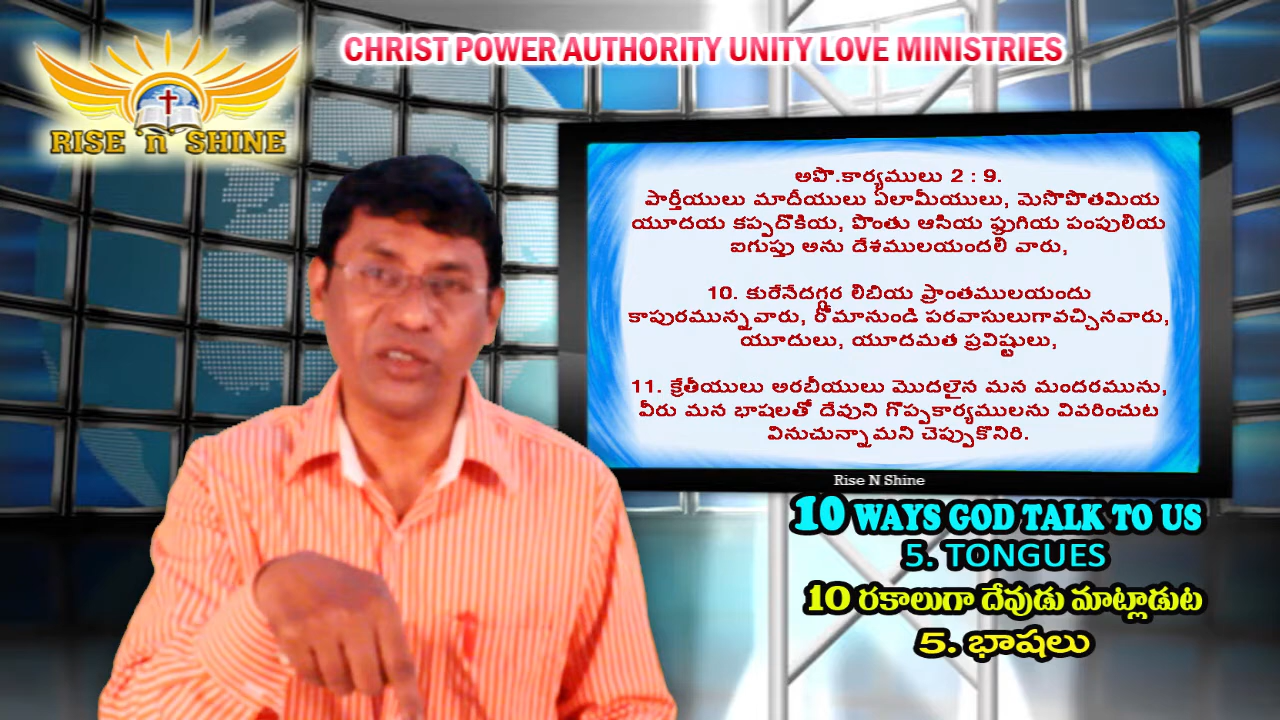 CHRIST POWER AUTHORITY UNITY LOVE MINISTRIES
RISE 'n' SHINE
అపొ.కార్యములు 2 : 9.
పార్తీయులు మాదీయులు ఏలామీయులు, మెసొపొతమియ
యూదయ కప్పదొకియ, పొంతు ఆసియ ఫ్రుగియ పంపులియ
ఐగుప్తు అను దేశములయందలి వారు,
10. కురేనేదగ్గర లిబియ ప్రాంతములయందు
కాపురమున్నవారు, రోమానుండి పరవాసులుగావచ్చినవారు,
యూదులు, యూదమత ప్రవిష్టులు,
11. క్రేతీయులు అరబీయులు మొదలైన మన మందరమును,
వీరు మన భాషలతో దేవుని గొప్పకార్యములను వివరించుట
వినుచున్నామని చెప్పుకొనిరి.
Rise N Shine
10 WAYS GOD TALK TO US
5. TONGUES
10 రకాలుగా దేవుడు మాట్లాడుట
5. భాషలు